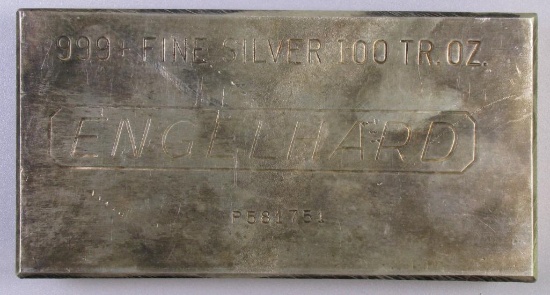 999+ FINE SILVER 100 TR. OZ.
ENGELHARD
P581751